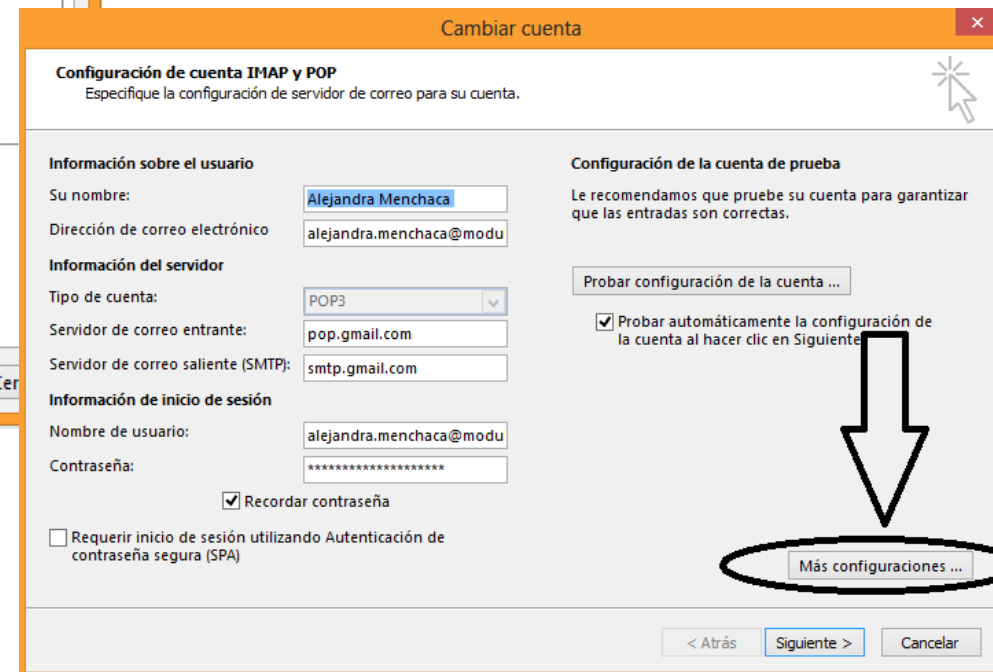 Cambiar cuenta
Configuración de cuenta IMAP y POP
Especifique la configuración de servidor de correo para su cuenta.
Información sobre el usuario
Su nombre:
Alejandra Menchaca
Dirección de correo electrónico
alejandra.menchaca@modu
Información del servidor
Tipo de cuenta:
POP3
Servidor de correo entrante:
pop.gmail.com
Servidor de correo saliente (SMTP):
smtp.gmail.com
Información de inicio de sesión
Nombre de usuario:
alejandra.menchaca@modu
Contraseña:
********************
Recordar contraseña
Requerir inicio de sesión utilizando Autenticación de
contraseña segura (SPA)
Configuración de la cuenta de prueba
Le recomendamos que pruebe su cuenta para garantizar
que las entradas son correctas.
Probar configuración de la cuenta ...
Probar automáticamente la configuración de
la cuenta al hacer clic en Siguiente
Más configuraciones ...
< Atrás
Siguiente >
Cancelar